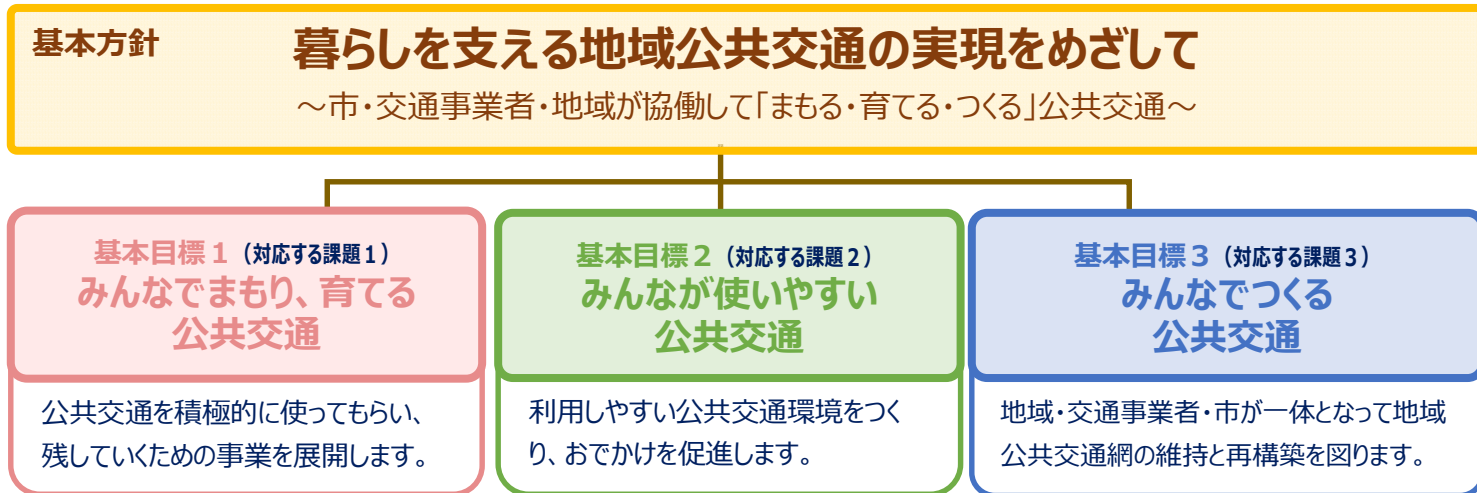 基本方針 暮らしを支える地域公共交通の実現をめざして
~市・交通事業者・地域が協働して「まもる・育てる・つくる」公共交通~
基本目標1(対応する課題1)
みんなでまもり、育てる
公共交通
公共交通を積極的に使ってもらい、
残していくための事業を展開します。
基本目標2(対応する課題2)
みんなが使いやすい
公共交通
利用しやすい公共交通環境をつく
り、おでかけを促進します。
基本目標3(対応する課題3)
みんなでつくる
公共交通
地域・交通事業者・市が一体となって地域
公共交通網の維持と再構築を図ります。